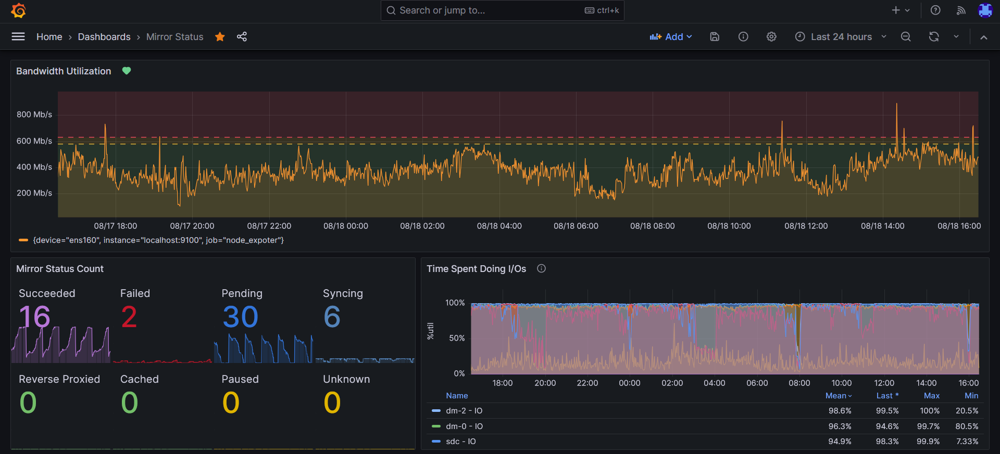 Search or jump to... ctrl+k
Home › Dashboards › Mirror Status Add Last 24 hours
Bandwidth Utilization
800 Mb/s
600 Mb/s
400 Mb/s
200 Mb/s
08/17 18:00 08/17 20:00 08/17 22:00 08/18 00:00 08/18 02:00 08/18 04:00 08/18 06:00 08/18 08:00 08/18 10:00 08/18 12:00 08/18 14:00 08/18 16:00
{device="ens160", instance="localhost:9100", job="node_expoter"}
Mirror Status Count
Succeeded Failed Pending Syncing
16 2 30 6
Reverse Proxied Cached Paused Unknown
0 0 0 0
Time Spent Doing I/Os
%util
100%
50%
0%
18:00 20:00 22:00 00:00 02:00 04:00 06:00 08:00 10:00 12:00 14:00 16:00
Name Mean Last * Max Min
dm-2 - IO 98.6% 99.5% 100% 20.5%
dm-0 - IO 96.3% 94.6% 99.7% 80.5%
sdc - IO 94.9% 98.3% 99.9% 7.33%